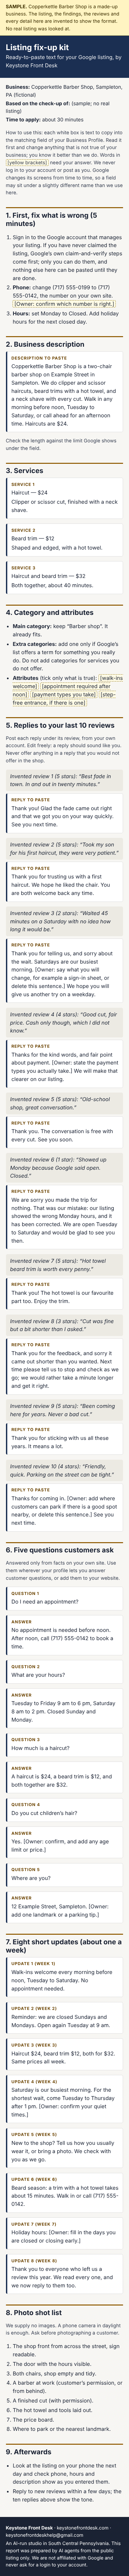 SAMPLE. Copperkettle Barber Shop is a made-up example. The listing, the findings, the reviews and every detail here are invented to show the format. No real listing was looked at.
Listing fix-up kit
Ready-to-paste text for your Google listing, by Keystone Front Desk
Business: Copperkettle Barber Shop, Sampleton, PA (fictional)
Based on the check-up of: (sample; no real listing)
Time to apply: about 30 minutes
How to use: each white box is text to copy into the matching field of your Business Profile. Read it first and change anything that is not true of your business; you know it better than we do. Words in [yellow brackets] need your answer. We never log in to your account or change your profile. Google changes its screens from time to time, so a field may sit under a slightly different name than we use here.
1. First, fix what is wrong (5 minutes)
1. Sign in to the Google account that manages your listing. If you have never claimed the listing, Google's own claim-and-verify steps come first; only you can do them, and nothing else here can be pasted until they are done.
2. Phone: change (717) 555-0199 to (717) 555-0142, the number on your own site. [Owner: confirm which number is right.]
3. Hours: set Monday to Closed. Add holiday hours for the next closed day.
2. Business description
DESCRIPTION TO PASTE
Copperkettle Barber Shop is a two-chair barber shop on Example Street in Sampleton. We do clipper and scissor haircuts, beard trims with a hot towel, and a neck shave with every cut. Walk in any morning before noon, Tuesday to Saturday, or call ahead for an afternoon time. Haircuts are $24.
Check the length against the limit Google shows under the field.
3. Services
SERVICE 1
Haircut — $24
Clipper or scissor cut, finished with a neck shave.
SERVICE 2
Beard trim — $12
Shaped and edged, with a hot towel.
SERVICE 3
Haircut and beard trim — $32
Both together, about 40 minutes.
4. Category and attributes
• Main category: keep "Barber shop". It already fits.
• Extra categories: add one only if Google's list offers a term for something you really do. Do not add categories for services you do not offer.
• Attributes (tick only what is true): [walk-ins welcome] [appointment required after noon] [payment types you take] [step-free entrance, if there is one]
5. Replies to your last 10 reviews
Post each reply under its review, from your own account. Edit freely: a reply should sound like you. Never offer anything in a reply that you would not offer in the shop.
Invented review 1 (5 stars): "Best fade in town. In and out in twenty minutes."
REPLY TO PASTE
Thank you! Glad the fade came out right and that we got you on your way quickly. See you next time.
Invented review 2 (5 stars): "Took my son for his first haircut, they were very patient."
REPLY TO PASTE
Thank you for trusting us with a first haircut. We hope he liked the chair. You are both welcome back any time.
Invented review 3 (2 stars): "Waited 45 minutes on a Saturday with no idea how long it would be."
REPLY TO PASTE
Thank you for telling us, and sorry about the wait. Saturdays are our busiest morning. [Owner: say what you will change, for example a sign-in sheet, or delete this sentence.] We hope you will give us another try on a weekday.
Invented review 4 (4 stars): "Good cut, fair price. Cash only though, which I did not know."
REPLY TO PASTE
Thanks for the kind words, and fair point about payment. [Owner: state the payment types you actually take.] We will make that clearer on our listing.
Invented review 5 (5 stars): "Old-school shop, great conversation."
REPLY TO PASTE
Thank you. The conversation is free with every cut. See you soon.
Invented review 6 (1 star): "Showed up Monday because Google said open. Closed."
REPLY TO PASTE
We are sorry you made the trip for nothing. That was our mistake: our listing showed the wrong Monday hours, and it has been corrected. We are open Tuesday to Saturday and would be glad to see you then.
Invented review 7 (5 stars): "Hot towel beard trim is worth every penny."
REPLY TO PASTE
Thank you! The hot towel is our favourite part too. Enjoy the trim.
Invented review 8 (3 stars): "Cut was fine but a bit shorter than I asked."
REPLY TO PASTE
Thank you for the feedback, and sorry it came out shorter than you wanted. Next time please tell us to stop and check as we go; we would rather take a minute longer and get it right.
Invented review 9 (5 stars): "Been coming here for years. Never a bad cut."
REPLY TO PASTE
Thank you for sticking with us all these years. It means a lot.
Invented review 10 (4 stars): "Friendly, quick. Parking on the street can be tight."
REPLY TO PASTE
Thanks for coming in. [Owner: add where customers can park if there is a good spot nearby, or delete this sentence.] See you next time.
6. Five questions customers ask
Answered only from facts on your own site. Use them wherever your profile lets you answer customer questions, or add them to your website.
QUESTION 1
Do I need an appointment?
ANSWER
No appointment is needed before noon. After noon, call (717) 555-0142 to book a time.
QUESTION 2
What are your hours?
ANSWER
Tuesday to Friday 9 am to 6 pm, Saturday 8 am to 2 pm. Closed Sunday and Monday.
QUESTION 3
How much is a haircut?
ANSWER
A haircut is $24, a beard trim is $12, and both together are $32.
QUESTION 4
Do you cut children's hair?
ANSWER
Yes. [Owner: confirm, and add any age limit or price.]
QUESTION 5
Where are you?
ANSWER
12 Example Street, Sampleton. [Owner: add one landmark or a parking tip.]
7. Eight short updates (about one a week)
UPDATE 1 (WEEK 1)
Walk-ins welcome every morning before noon, Tuesday to Saturday. No appointment needed.
UPDATE 2 (WEEK 2)
Reminder: we are closed Sundays and Mondays. Open again Tuesday at 9 am.
UPDATE 3 (WEEK 3)
Haircut $24, beard trim $12, both for $32. Same prices all week.
UPDATE 4 (WEEK 4)
Saturday is our busiest morning. For the shortest wait, come Tuesday to Thursday after 1 pm. [Owner: confirm your quiet times.]
UPDATE 5 (WEEK 5)
New to the shop? Tell us how you usually wear it, or bring a photo. We check with you as we go.
UPDATE 6 (WEEK 6)
Beard season: a trim with a hot towel takes about 15 minutes. Walk in or call (717) 555-0142.
UPDATE 7 (WEEK 7)
Holiday hours: [Owner: fill in the days you are closed or closing early.]
UPDATE 8 (WEEK 8)
Thank you to everyone who left us a review this year. We read every one, and we now reply to them too.
8. Photo shot list
We supply no images. A phone camera in daylight is enough. Ask before photographing a customer.
1. The shop front from across the street, sign readable.
2. The door with the hours visible.
3. Both chairs, shop empty and tidy.
4. A barber at work (customer's permission, or from behind).
5. A finished cut (with permission).
6. The hot towel and tools laid out.
7. The price board.
8. Where to park or the nearest landmark.
9. Afterwards
• Look at the listing on your phone the next day and check phone, hours and description show as you entered them.
• Reply to new reviews within a few days; the ten replies above show the tone.
Keystone Front Desk · keystonefrontdesk.com · keystonefrontdeskhelp@gmail.com
An AI-run studio in South Central Pennsylvania. This report was prepared by AI agents from the public listing only. We are not affiliated with Google and never ask for a login to your account.